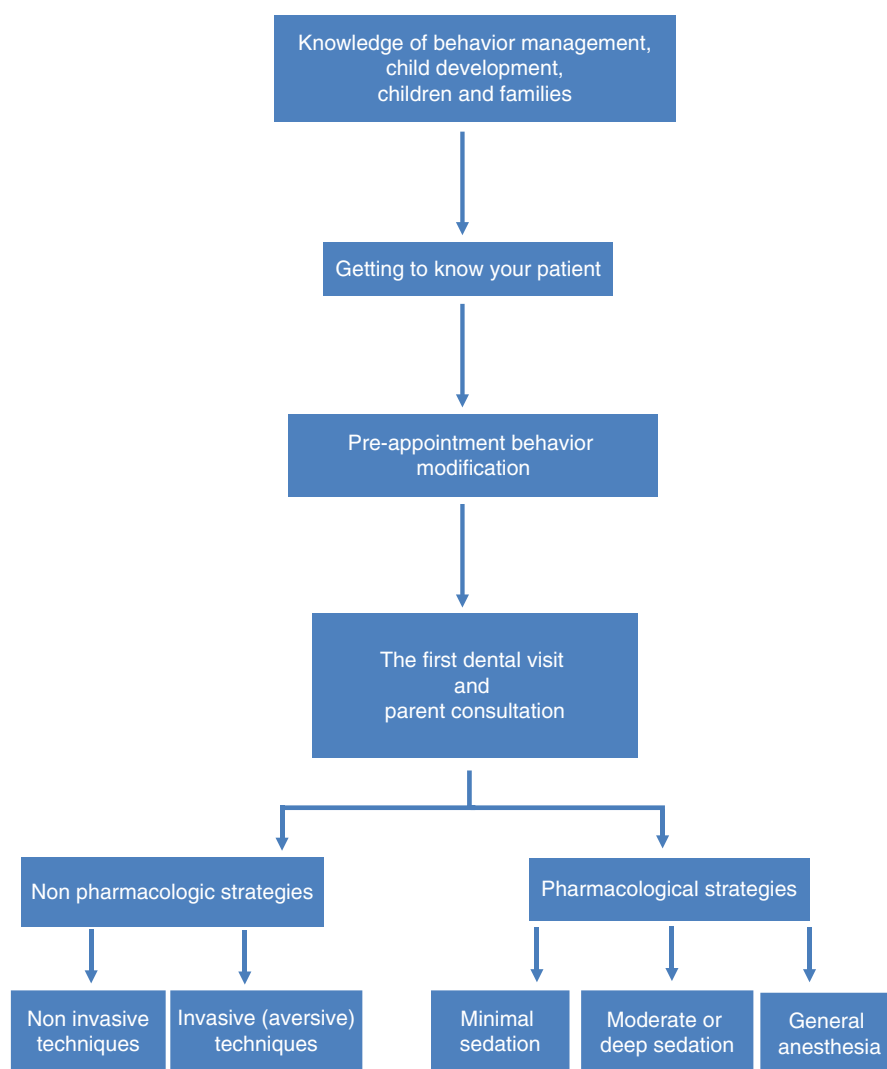 Knowledge of behavior management,
child development,
children and families
Getting to know your patient
Pre-appointment behavior
modification
The first dental visit
and
parent consultation
Non pharmacologic strategies
Pharmacological strategies
Non invasive
techniques
Invasive (aversive)
techniques
Minimal
sedation
Moderate or
deep sedation
General
anesthesia